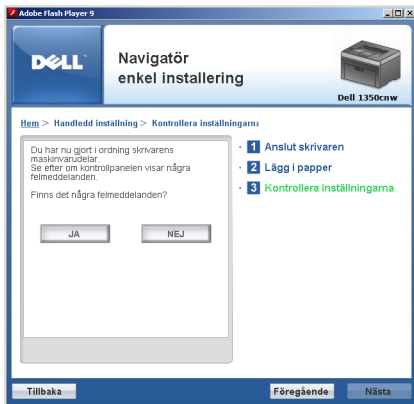 Adobe Flash Player 9
DELL™
Navigatör
enkel installering
Dell 1350cnw
Hem > Handledd inställning > Kontrollera inställningarna
Du har nu gjort i ordning skrivarens
maskinvarudelar.
Se efter om kontrollpanelen visar några
felmeddelanden.
Finns det några felmeddelanden?
JA
NEJ
· 1 Anslut skrivaren
· 2 Lägg i papper
· 3 Kontrollera inställningarna
Tillbaka
Föregående
Nästa